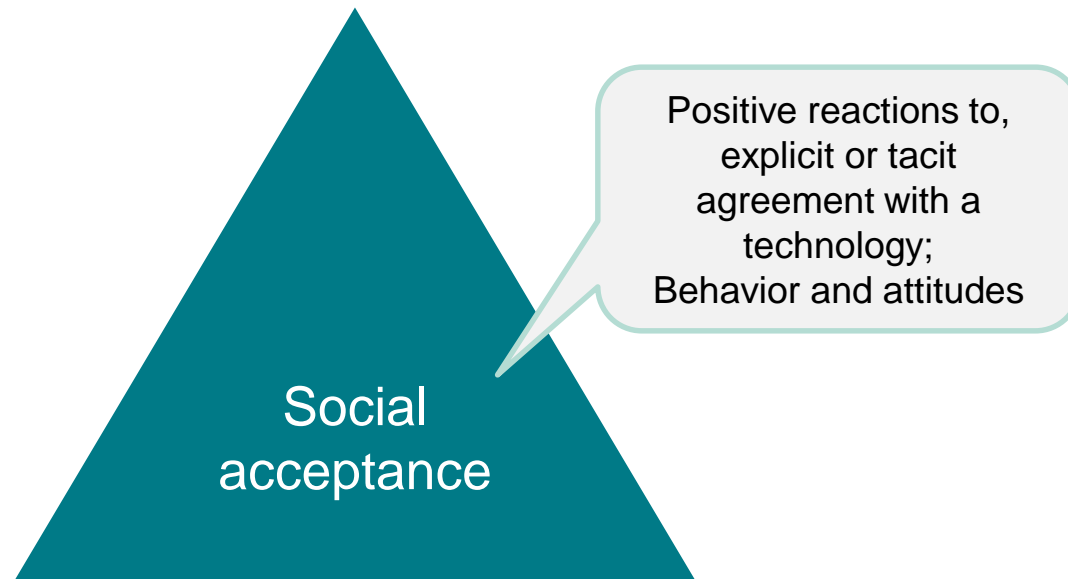 Positive reactions to,
explicit or tacit
agreement with a
technology;
Behavior and attitudes
Social
acceptance